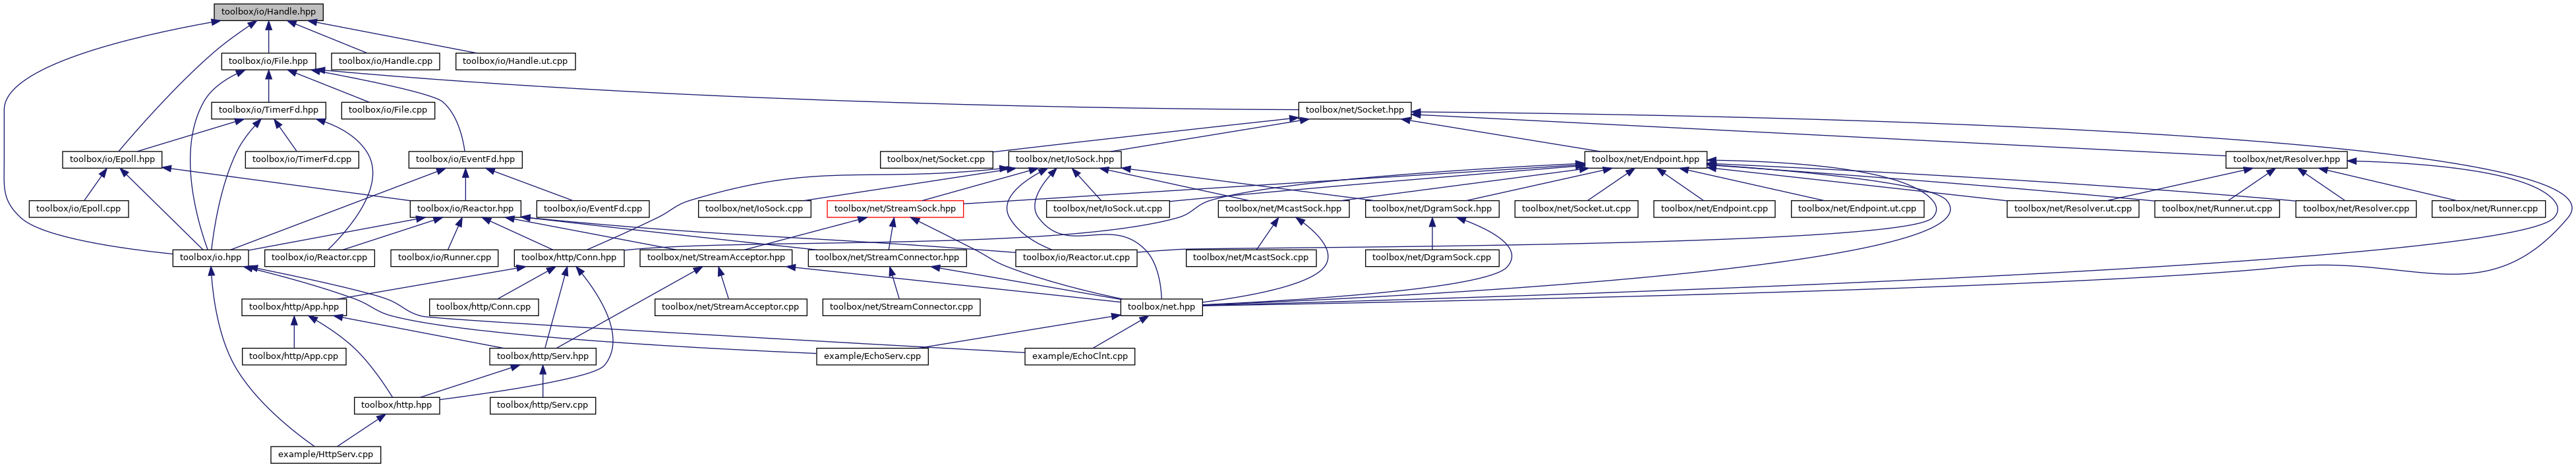 toolbox/io/Handle.hpp
toolbox/io/File.hpp
toolbox/io/Handle.cpp
toolbox/io/Handle.ut.cpp
toolbox/io/TimerFd.hpp
toolbox/io/File.cpp
toolbox/net/Socket.hpp
toolbox/io/Epoll.hpp
toolbox/io/TimerFd.cpp
toolbox/io/EventFd.hpp
toolbox/net/Socket.cpp
toolbox/net/IoSock.hpp
toolbox/net/Endpoint.hpp
toolbox/net/Resolver.hpp
toolbox/io/Epoll.cpp
toolbox/io/Reactor.hpp
toolbox/io/EventFd.cpp
toolbox/net/IoSock.cpp
toolbox/net/StreamSock.hpp
toolbox/net/IoSock.ut.cpp
toolbox/net/McastSock.hpp
toolbox/net/DgramSock.hpp
toolbox/net/Socket.ut.cpp
toolbox/net/Endpoint.cpp
toolbox/net/Endpoint.ut.cpp
toolbox/net/Resolver.ut.cpp
toolbox/net/Runner.ut.cpp
toolbox/net/Resolver.cpp
toolbox/net/Runner.cpp
toolbox/io.hpp
toolbox/io/Reactor.cpp
toolbox/io/Runner.cpp
toolbox/http/Conn.hpp
toolbox/net/StreamAcceptor.hpp
toolbox/net/StreamConnector.hpp
toolbox/io/Reactor.ut.cpp
toolbox/net/McastSock.cpp
toolbox/net/DgramSock.cpp
toolbox/http/App.hpp
toolbox/http/Conn.cpp
toolbox/net/StreamAcceptor.cpp
toolbox/net/StreamConnector.cpp
toolbox/net.hpp
toolbox/http/App.cpp
toolbox/http/Serv.hpp
example/EchoServ.cpp
example/EchoClnt.cpp
toolbox/http.hpp
toolbox/http/Serv.cpp
example/HttpServ.cpp